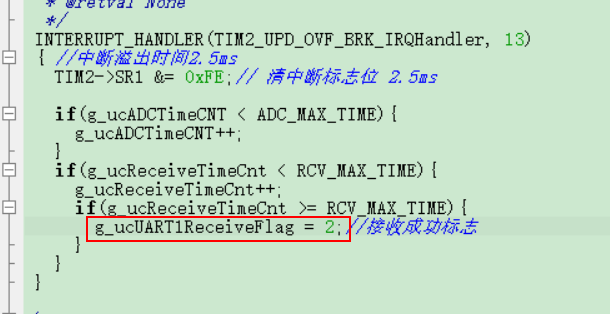 * @retval None
*/
INTERRUPT_HANDLER(TIM2_UPD_OVF_BRK_IRQHandler, 13)
{ //中断溢出时间2.5ms
TIM2->SR1 &= 0xFE;// 清中断标志位 2.5ms
if(g_ucADCTimeCNT < ADC_MAX_TIME){
g_ucADCTimeCNT++;
}
if(g_ucReceiveTimeCnt < RCV_MAX_TIME){
g_ucReceiveTimeCnt++;
if(g_ucReceiveTimeCnt >= RCV_MAX_TIME){
g_ucUART1ReceiveFlag = 2;//接收成功标志
}
}
}